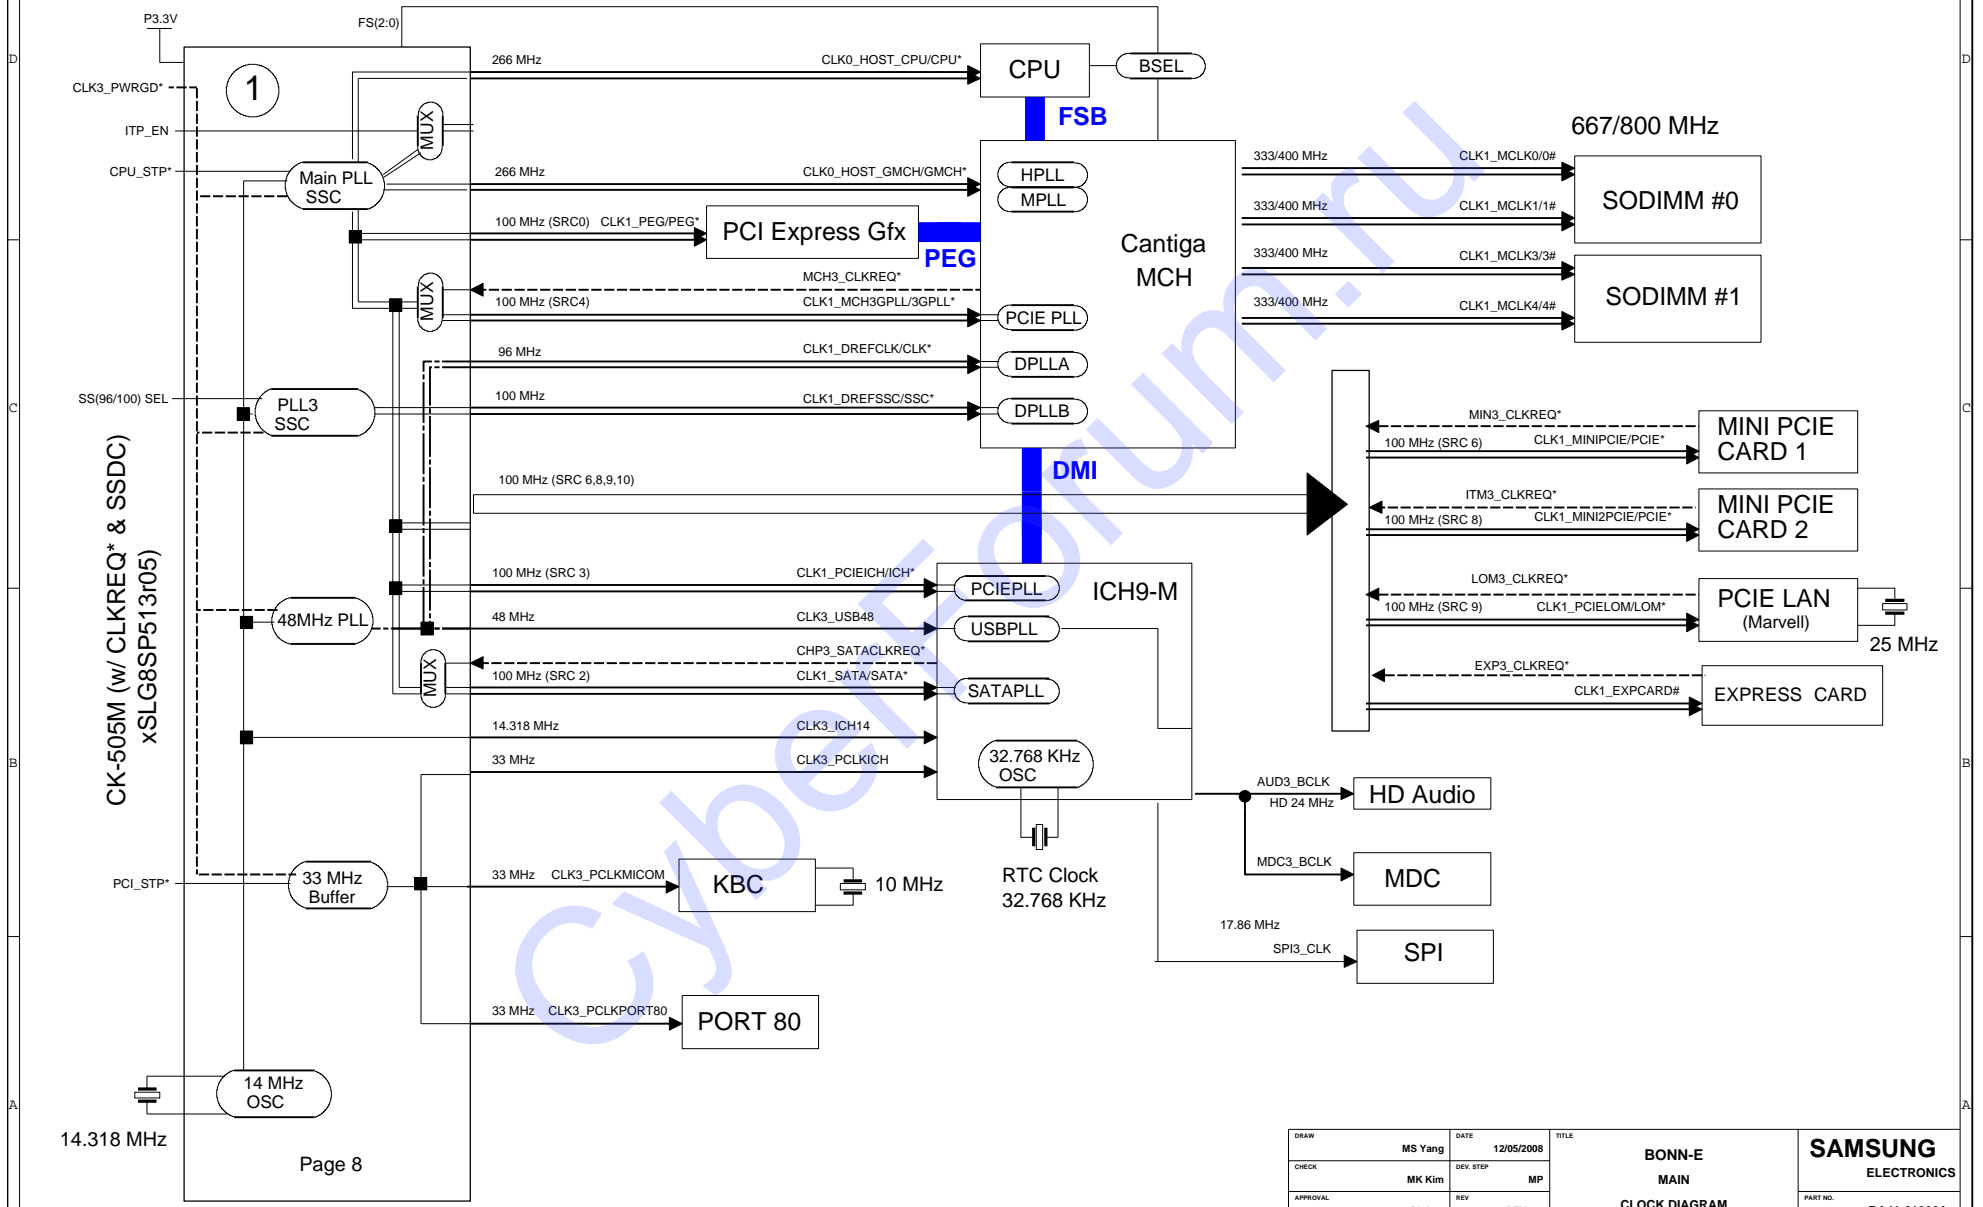 P3.3V
FS(2:0)
D
D
CLK3_PWRGD*
1
266 MHz
CLK0_HOST_CPU/CPU*
CPU
BSEL
FSB
ITP_EN
MUX
667/800 MHz
CPU_STP*
Main PLL
SSC
266 MHz
CLK0_HOST_GMCH/GMCH*
HPLL
MPLL
333/400 MHz
CLK1_MCLK0/0#
SODIMM #0
333/400 MHz
CLK1_MCLK1/1#
100 MHz (SRC0)
CLK1_PEG/PEG*
PCI Express Gfx
PEG
Cantiga
MCH
333/400 MHz
CLK1_MCLK3/3#
SODIMM #1
333/400 MHz
CLK1_MCLK4/4#
MCH3_CLKREQ*
MUX
100 MHz (SRC4)
CLK1_MCH3GPLL/3GPLL*
PCIE PLL
96 MHz
CLK1_DREFCLK/CLK*
DPLLA
SS(96/100) SEL
PLL3
SSC
100 MHz
CLK1_DREFSSC/SSC*
DPLLB
C
C
DMI
100 MHz (SRC 6,8,9,10)
MIN3_CLKREQ*
100 MHz (SRC 6)
CLK1_MINIPCIE/PCIE*
MINI PCIE
CARD 1
ITM3_CLKREQ*
100 MHz (SRC 8)
CLK1_MINI2PCIE/PCIE*
MINI PCIE
CARD 2
CK-505M (w/ CLKREQ* & SSDC)
xSLG8SP513r05)
100 MHz (SRC 3)
CLK1_PCIEICH/ICH*
PCIEPLL
ICH9-M
48MHz PLL
48 MHz
CLK3_USB48
USBPLL
LOM3_CLKREQ*
100 MHz (SRC 9)
CLK1_PCIELOM/LOM*
PCIE LAN
(Marvell)
25 MHz
MUX
CHP3_SATACLKREQ*
100 MHz (SRC 2)
CLK1_SATA/SATA*
SATAPLL
EXP3_CLKREQ*
CLK1_EXPCARD#
EXPRESS CARD
14.318 MHz
CLK3_ICH14
33 MHz
CLK3_PCLKICH
32.768 KHz
OSC
B
B
AUD3_BCLK
HD 24 MHz
HD Audio
MDC3_BCLK
MDC
RTC Clock
32.768 KHz
PCI_STP*
33 MHz
Buffer
33 MHz
CLK3_PCLKMICOM
KBC
10 MHz
17.86 MHz
SPI3_CLK
SPI
33 MHz
CLK3_PCLKPORT80
PORT 80
14 MHz
OSC
14.318 MHz
A
A
Page 8
CyberForum.ru
DRAW
MS Yang
DATE
12/05/2008
TITLE
BONN-E
MAIN
CLOCK DIAGRAM
SAMSUNG
ELECTRONICS
CHECK
MK Kim
DEV. STEP
MP
APPROVAL
REV
PART NO.